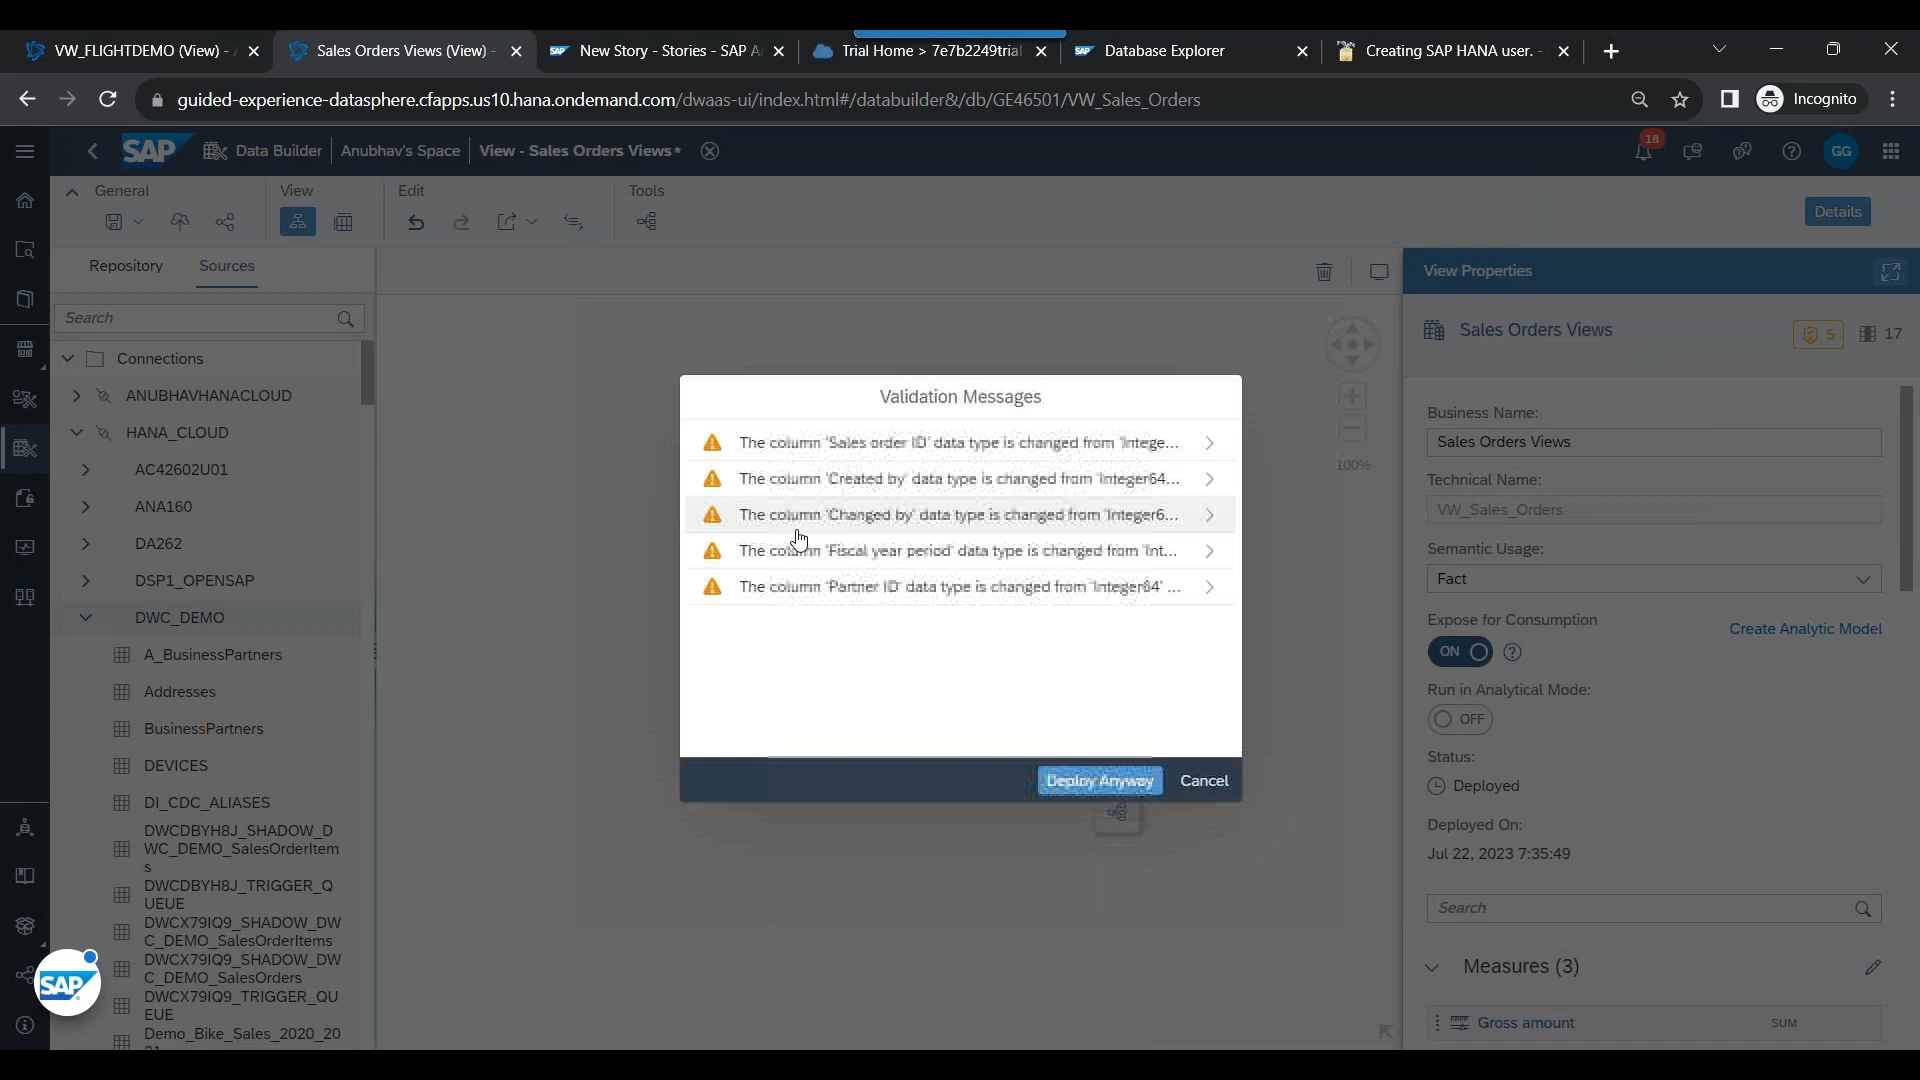 VW_FLIGHTDEMO (View) -
Sales Orders Views (View) -
SAP New Story - Stories - SAP A
Trial Home > 7e7b2249trial
SAP Database Explorer
Creating SAP HANA user. -
guided-experience-datasphere.cfapps.us10.hana.ondemand.com/dwaas-ui/index.html#/databuilder&/db/GE46501/VW_Sales_Orders
Incognito
SAP Data Builder Anubhav's Space View - Sales Orders Views*
18
GG
General
View
Edit
Tools
Details
Repository
Sources
Search
Connections
ANUBHAVHANACLOUD
HANA_CLOUD
AC42602U01
ANA160
DA262
DSP1_OPENSAP
DWC_DEMO
A_BusinessPartners
Addresses
BusinessPartners
DEVICES
DI_CDC_ALIASES
DWCDBYH8J_SHADOW_D
WC_DEMO_SalesOrderItem
s
DWCDBYH8J_TRIGGER_Q
UEUE
DWCX79IQ9_SHADOW_DW
C_DEMO_SalesOrderItems
DWCX79IQ9_SHADOW_DW
C_DEMO_SalesOrders
DWCX79IQ9_TRIGGER_QU
EUE
Demo_Bike_Sales_2020_20
SAP
100%
Validation Messages
The column 'Sales order ID' data type is changed from 'Intege...
The column 'Created by' data type is changed from 'Integer64...
The column 'Changed by' data type is changed from 'Integer6...
The column 'Fiscal year period' data type is changed from 'Int...
The column 'Partner ID' data type is changed from 'Integer64' ...
Deploy Anyway
Cancel
View Properties
Sales Orders Views
5
17
Business Name:
Sales Orders Views
Technical Name:
VW_Sales_Orders
Semantic Usage:
Fact
Expose for Consumption
Create Analytic Model
ON
Run in Analytical Mode:
OFF
Status:
Deployed
Deployed On:
Jul 22, 2023 7:35:49
Search
Measures (3)
Gross amount
SUM